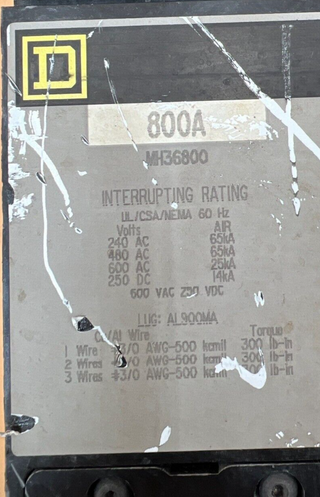 D
800A
MH36800
INTERRUPTING RATING
UL/CSA/NEMA 60 Hz
Volts AIR
240 AC 65kA
480 AC 65kA
600 AC 25kA
250 DC 14kA
600 VAC 250 VDC
LUG: AL900MA
Wire Torque
1 Wire #3/0 AWG-500 kcmil 300 lb-in
2 Wires #3/0 AWG-500 kcmil 300 lb-in
3 Wires #3/0 AWG-500 kcmil 300 lb-in